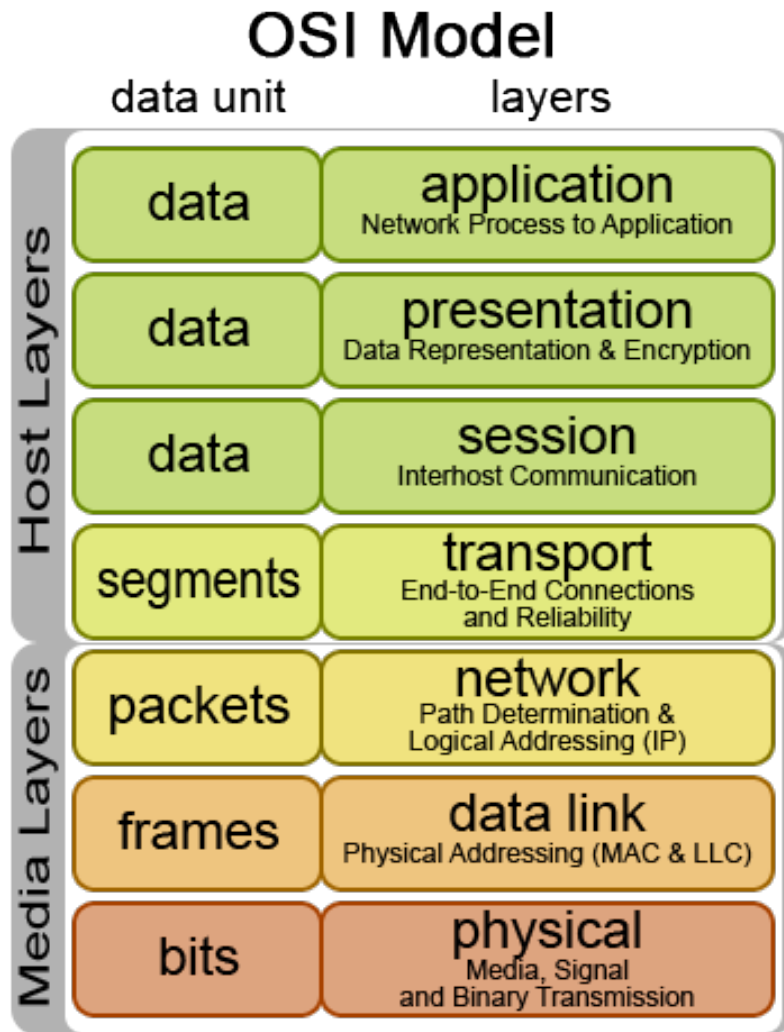 OSI Model
data unit layers
Host Layers
data application
Network Process to Application
data presentation
Data Representation & Encryption
data session
Interhost Communication
segments transport
End-to-End Connections
and Reliability
Media Layers
packets network
Path Determination &
Logical Addressing (IP)
frames data link
Physical Addressing (MAC & LLC)
bits physical
Media, Signal
and Binary Transmission